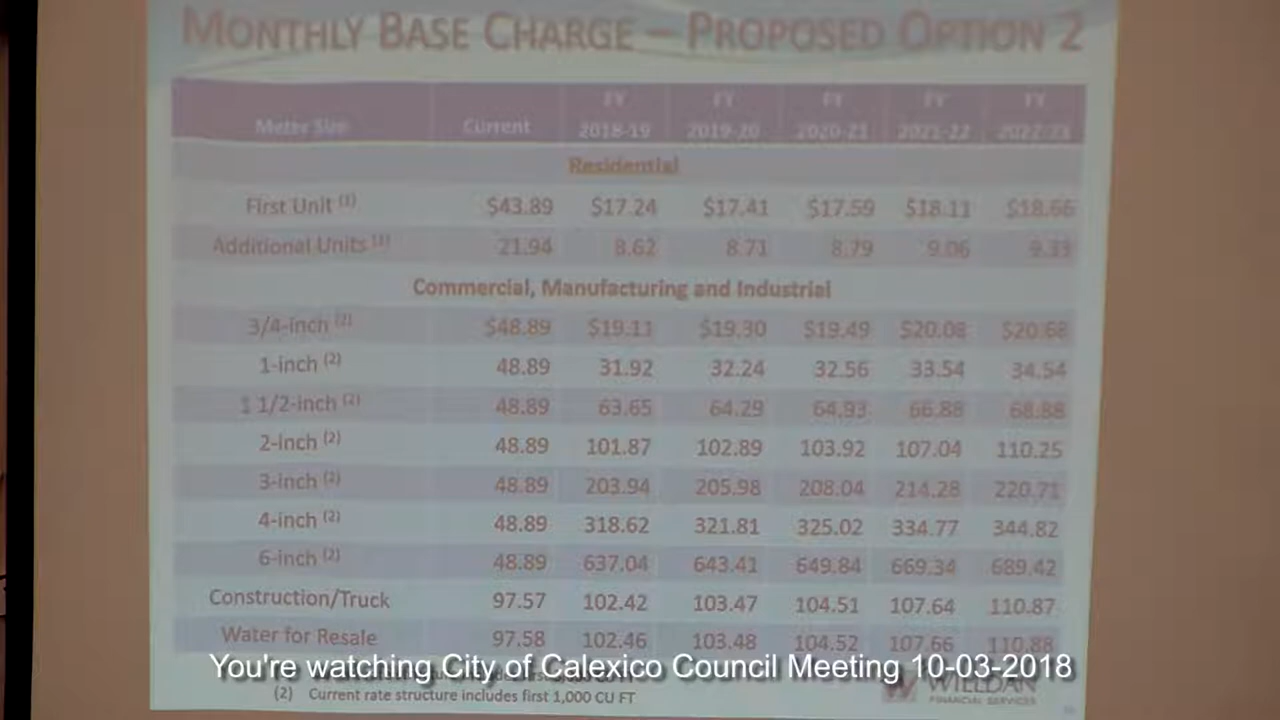 MONTHLY BASE CHARGE – PROPOSED OPTION 2
Metre Size Current FY 2018-19 FY 2019-20 FY 2020-21 FY 2021-22 FY 2022-23
Residential
First Unit (1) $43.89 $17.24 $17.41 $17.59 $18.11 $18.66
Additional Units (1) 21.94 8.62 8.71 8.79 9.06 9.33
Commercial, Manufacturing and Industrial
3/4-inch (2) $48.89 $19.11 $19.30 $19.49 $20.08 $20.68
1-inch (2) 48.89 31.92 32.24 32.56 33.54 34.54
1 1/2-inch (2) 48.89 63.65 64.29 64.93 66.88 68.88
2-inch (2) 48.89 101.87 102.89 103.92 107.04 110.25
3-inch (2) 48.89 203.94 205.98 208.04 214.28 220.71
4-inch (2) 48.89 318.62 321.81 325.02 334.77 344.82
6-inch (2) 48.89 637.04 643.41 649.84 669.34 689.42
Construction/Truck 97.57 102.42 103.47 104.51 107.64 110.87
Water for Resale 97.58 102.46 103.48 104.52 107.66 110.88
You're watching City of Calexico Council Meeting 10-03-2018
(2) Current rate structure includes first 1,000 CU FT
WILLDAN
FINANCIAL SERVICES